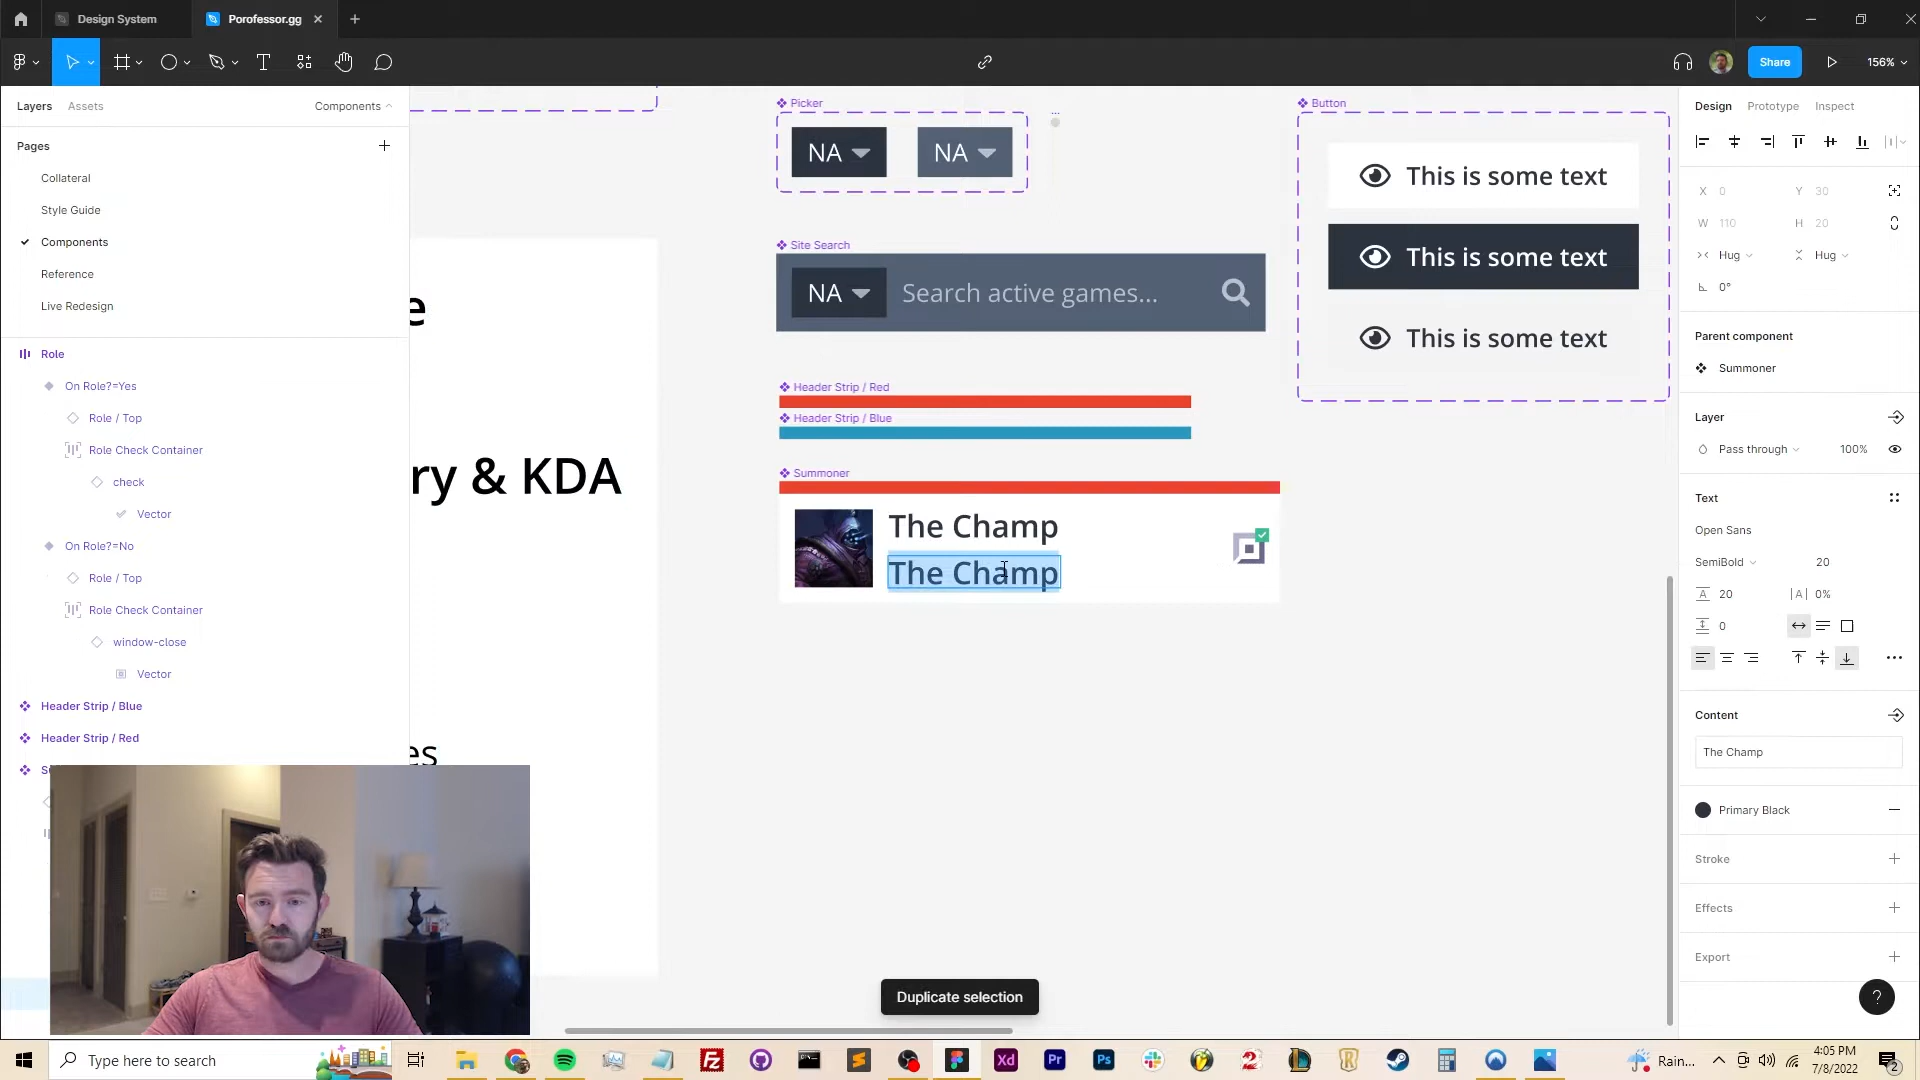 Design System
Porofessor.gg
Share
156%
Layers
Assets
Components
Pages
Collateral
Style Guide
Components
Reference
Live Redesign
Role
On Role?=Yes
Role / Top
Role Check Container
check
Vector
On Role?=No
Role / Top
Role Check Container
window-close
Vector
Header Strip / Blue
Header Strip / Red
e
ry & KDA
es
Picker
NA
NA
Site Search
NA
Search active games...
Header Strip / Red
Header Strip / Blue
Summoner
The Champ
The Champ
Duplicate selection
Button
This is some text
This is some text
This is some text
Design
Prototype
Inspect
X 0
Y 30
W 110
H 20
Hug
Hug
0°
Parent component
Summoner
Layer
Pass through
100%
Text
Open Sans
SemiBold
20
A 20
|A| 0%
0
Content
The Champ
Primary Black
Stroke
Effects
Export
?
Type here to search
Xd
Pr
Ps
Rain...
4:05 PM
7/8/2022
2